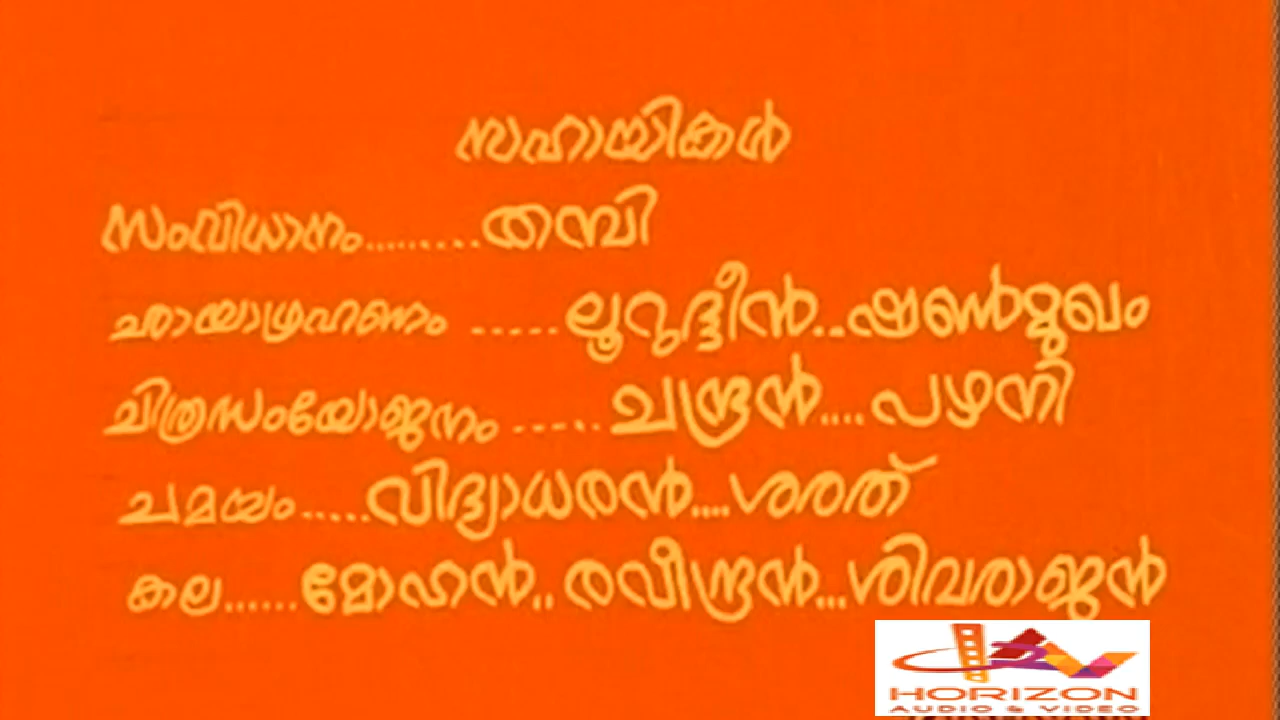 സഹായികൾ
സംവിധാനം.........തമ്പി
ഛായാഗ്രഹണം .....ലൂറുദ്ദീൻ..ഷൺമുഖം
ചിത്രസംയോജനം .....ചന്ദ്രൻ....പഴനി
ചമയം.....വിദ്യാധരൻ....ശരത്
കല......മോഹൻ..രവീന്ദ്രൻ...ശിവരാജൻ
HORIZON
AUDIO & VIDEO